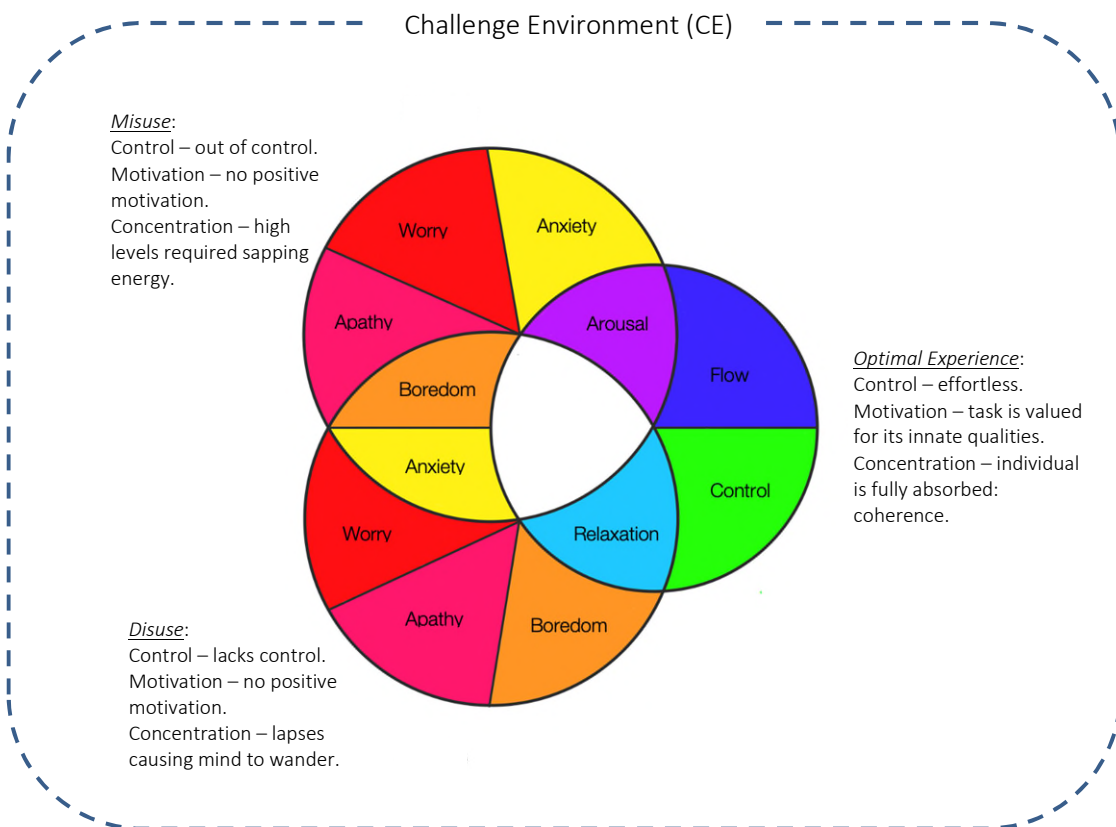 Challenge Environment (CE)
Misuse:
Control – out of control.
Motivation – no positive
motivation.
Concentration – high
levels required sapping
energy.
Worry
Anxiety
Apathy
Arousal
Boredom
Flow
Optimal Experience:
Control – effortless.
Motivation – task is valued
for its innate qualities.
Concentration – individual
is fully absorbed:
coherence.
Anxiety
Control
Worry
Relaxation
Apathy
Boredom
Disuse:
Control – lacks control.
Motivation – no positive
motivation.
Concentration – lapses
causing mind to wander.